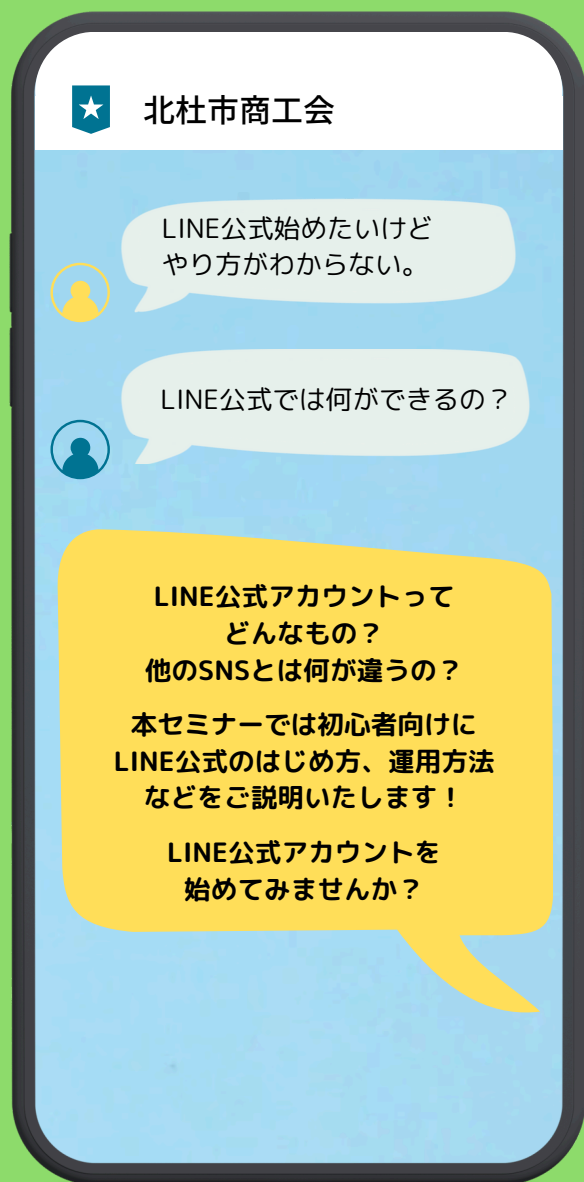 北杜市商工会
LINE公式始めたいけど
やり方がわからない。
LINE公式では何ができるの？
LINE公式アカウントって
どんなもの？
他のSNSとは何が違うの？
本セミナーでは初心者向けに
LINE公式のはじめ方、運用方法
などをご説明いたします！
LINE公式アカウントを
始めてみませんか？